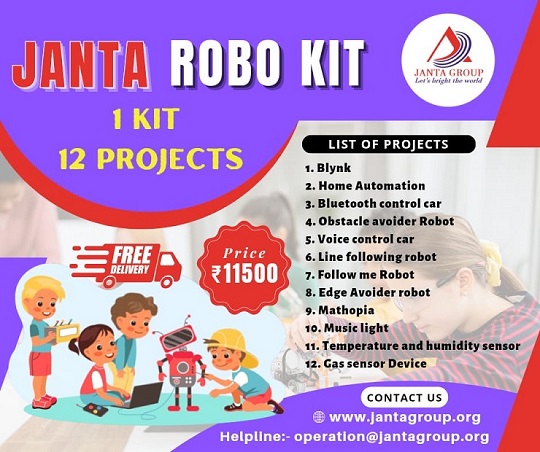 JANTA ROBO KIT
JANTA GROUP
Let's bright the world
1 KIT
12 PROJECTS
LIST OF PROJECTS
1. Blynk
2. Home Automation
3. Bluetooth control car
4. Obstacle avoider Robot
5. Voice control car
6. Line following robot
7. Follow me Robot
8. Edge Avoider robot
9. Mathopia
10. Music light
11. Temperature and humidity sensor
12. Gas sensor Device
FREE
DELIVERY
Price
₹11500
CONTACT US
www.jantagroup.org
Helpline:- operation@jantagroup.org